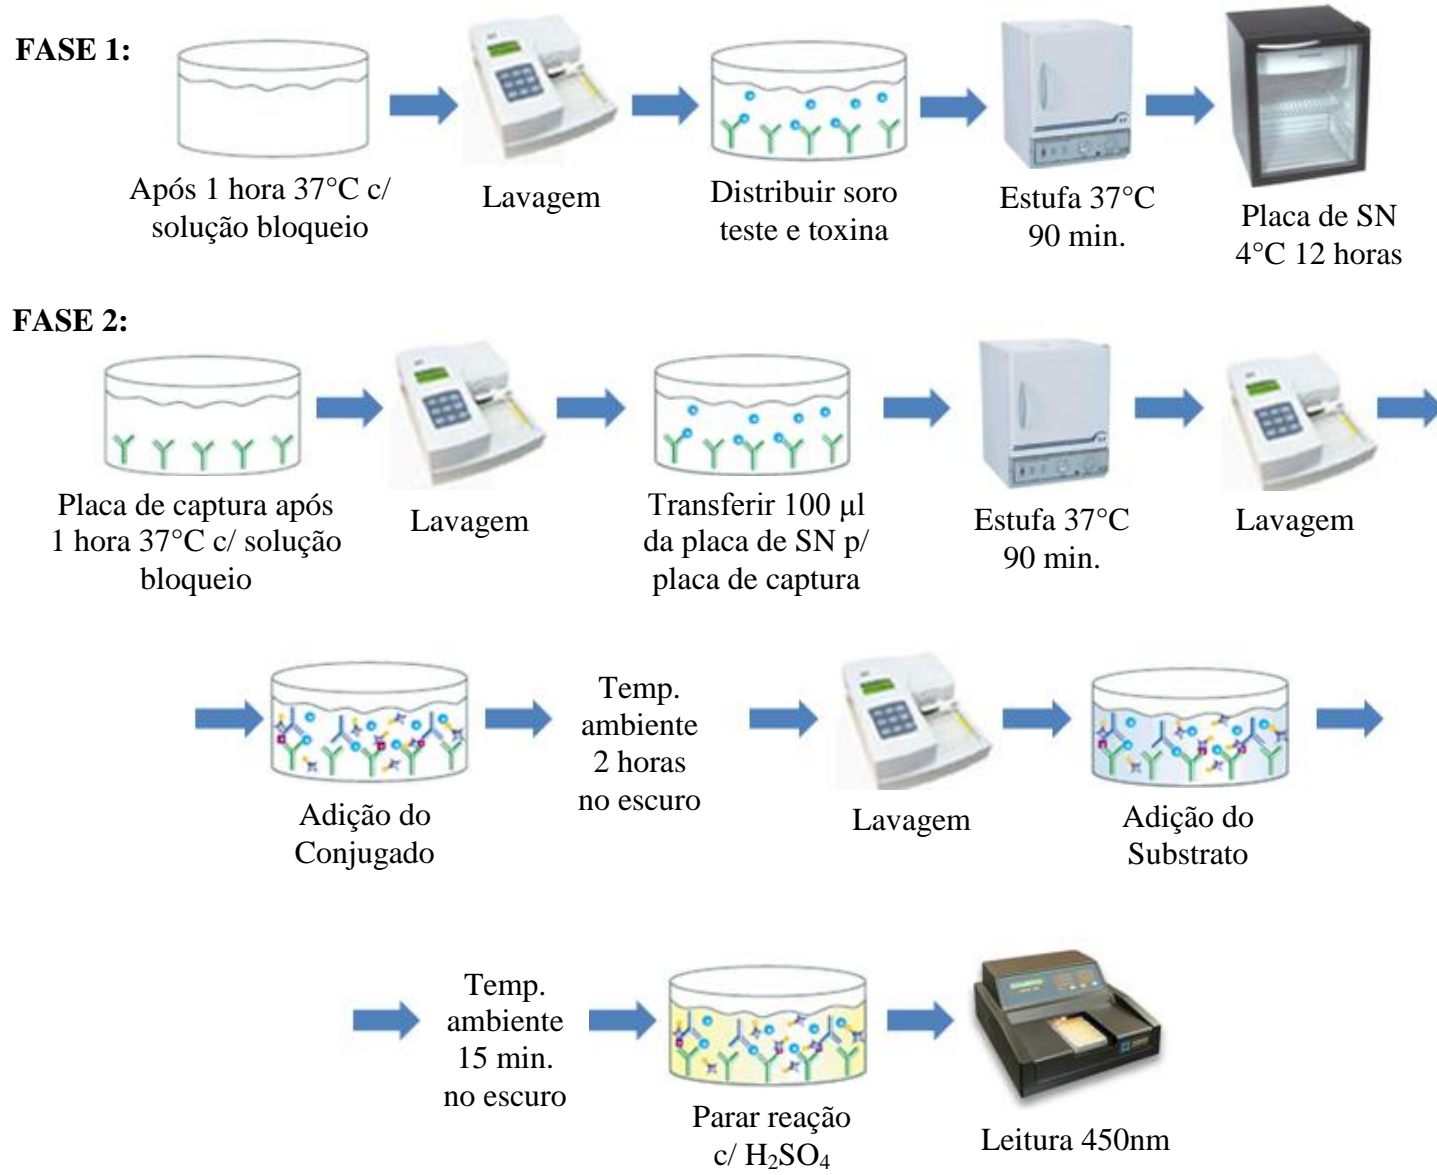 FASE 1:
Após 1 hora 37°C c/
solução bloqueio
Lavagem
Distribuir soro
teste e toxina
Estufa 37°C
90 min.
Placa de SN
4°C 12 horas
FASE 2:
Placa de captura após
1 hora 37°C c/ solução
bloqueio
Lavagem
Transferir 100 µl
da placa de SN p/
placa de captura
Estufa 37°C
90 min.
Lavagem
Adição do
Conjugado
Temp.
ambiente
2 horas
no escuro
Lavagem
Adição do
Substrato
Temp.
ambiente
15 min.
no escuro
Parar reação
c/ H₂SO₄
Leitura 450nm